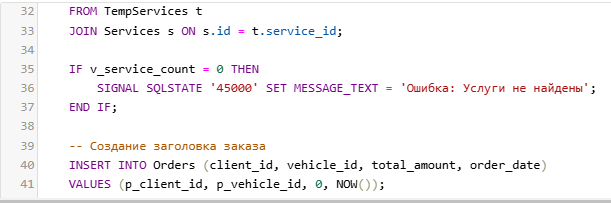 32 FROM TempServices t
33 JOIN Services s ON s.id = t.service_id;
34
35 IF v_service_count = 0 THEN
36 SIGNAL SQLSTATE '45000' SET MESSAGE_TEXT = 'Ошибка: Услуги не найдены';
37 END IF;
38
39 -- Создание заголовка заказа
40 INSERT INTO Orders (client_id, vehicle_id, total_amount, order_date)
41 VALUES (p_client_id, p_vehicle_id, 0, NOW());